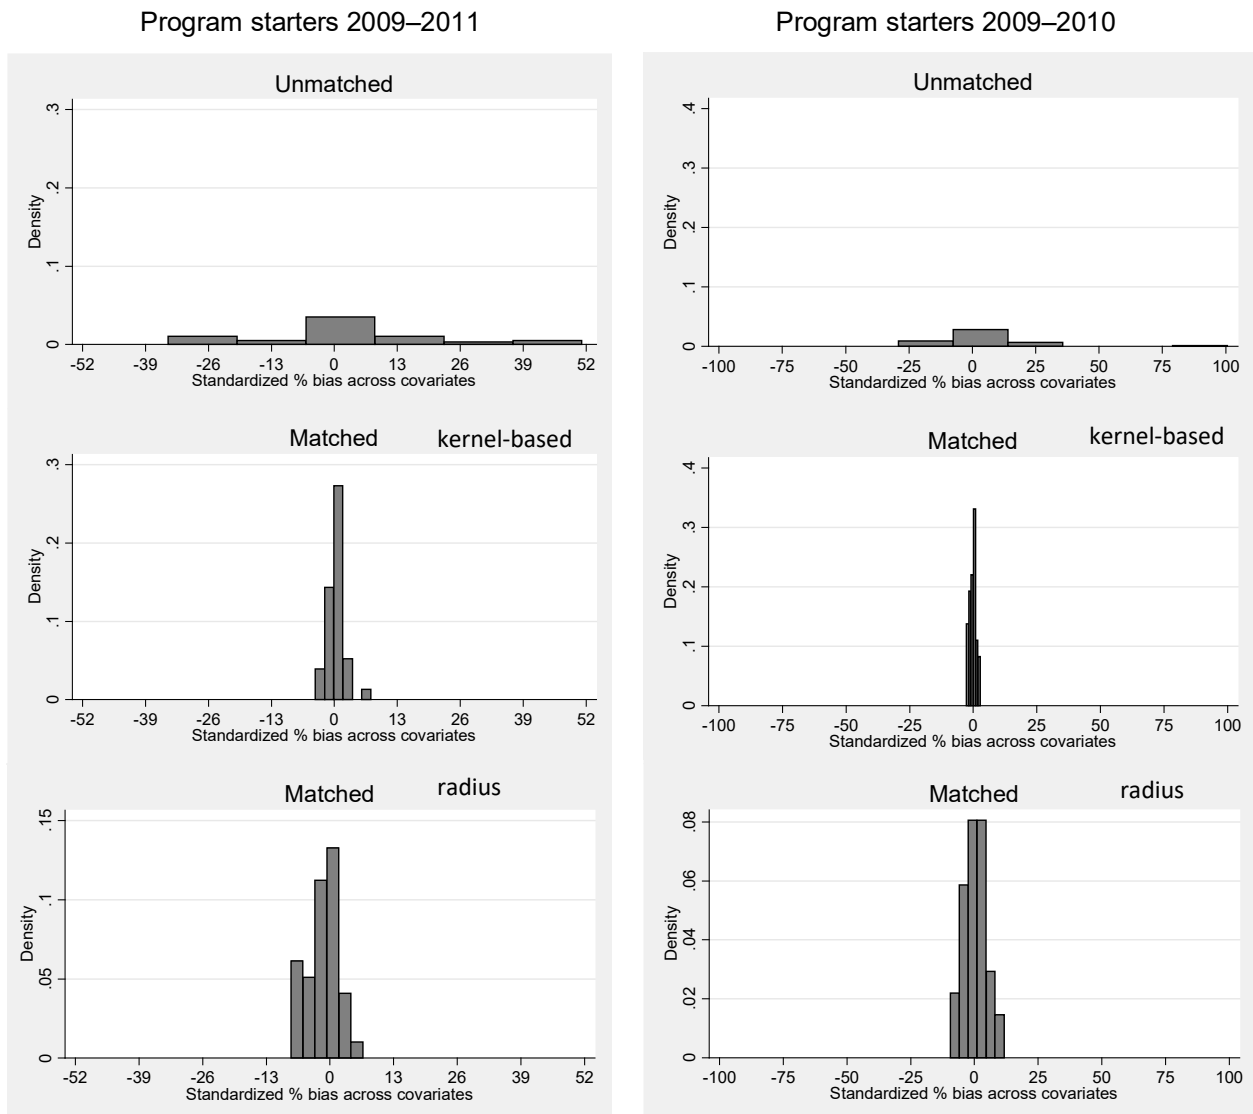 Program starters 2009–2011
Unmatched
.3
.2
.1
0
Density
-52 -39 -26 -13 0 13 26 39 52
Standardized % bias across covariates
Matched kernel-based
.3
.2
.1
0
Density
-52 -39 -26 -13 0 13 26 39 52
Standardized % bias across covariates
Matched radius
.15
.1
.05
0
Density
-52 -39 -26 -13 0 13 26 39 52
Standardized % bias across covariates
Program starters 2009–2010
Unmatched
.4
.3
.2
.1
0
Density
-100 -75 -50 -25 0 25 50 75 100
Standardized % bias across covariates
Matched kernel-based
.4
.3
.2
.1
0
Density
-100 -75 -50 -25 0 25 50 75 100
Standardized % bias across covariates
Matched radius
.08
.06
.04
.02
0
Density
-100 -75 -50 -25 0 25 50 75 100
Standardized % bias across covariates